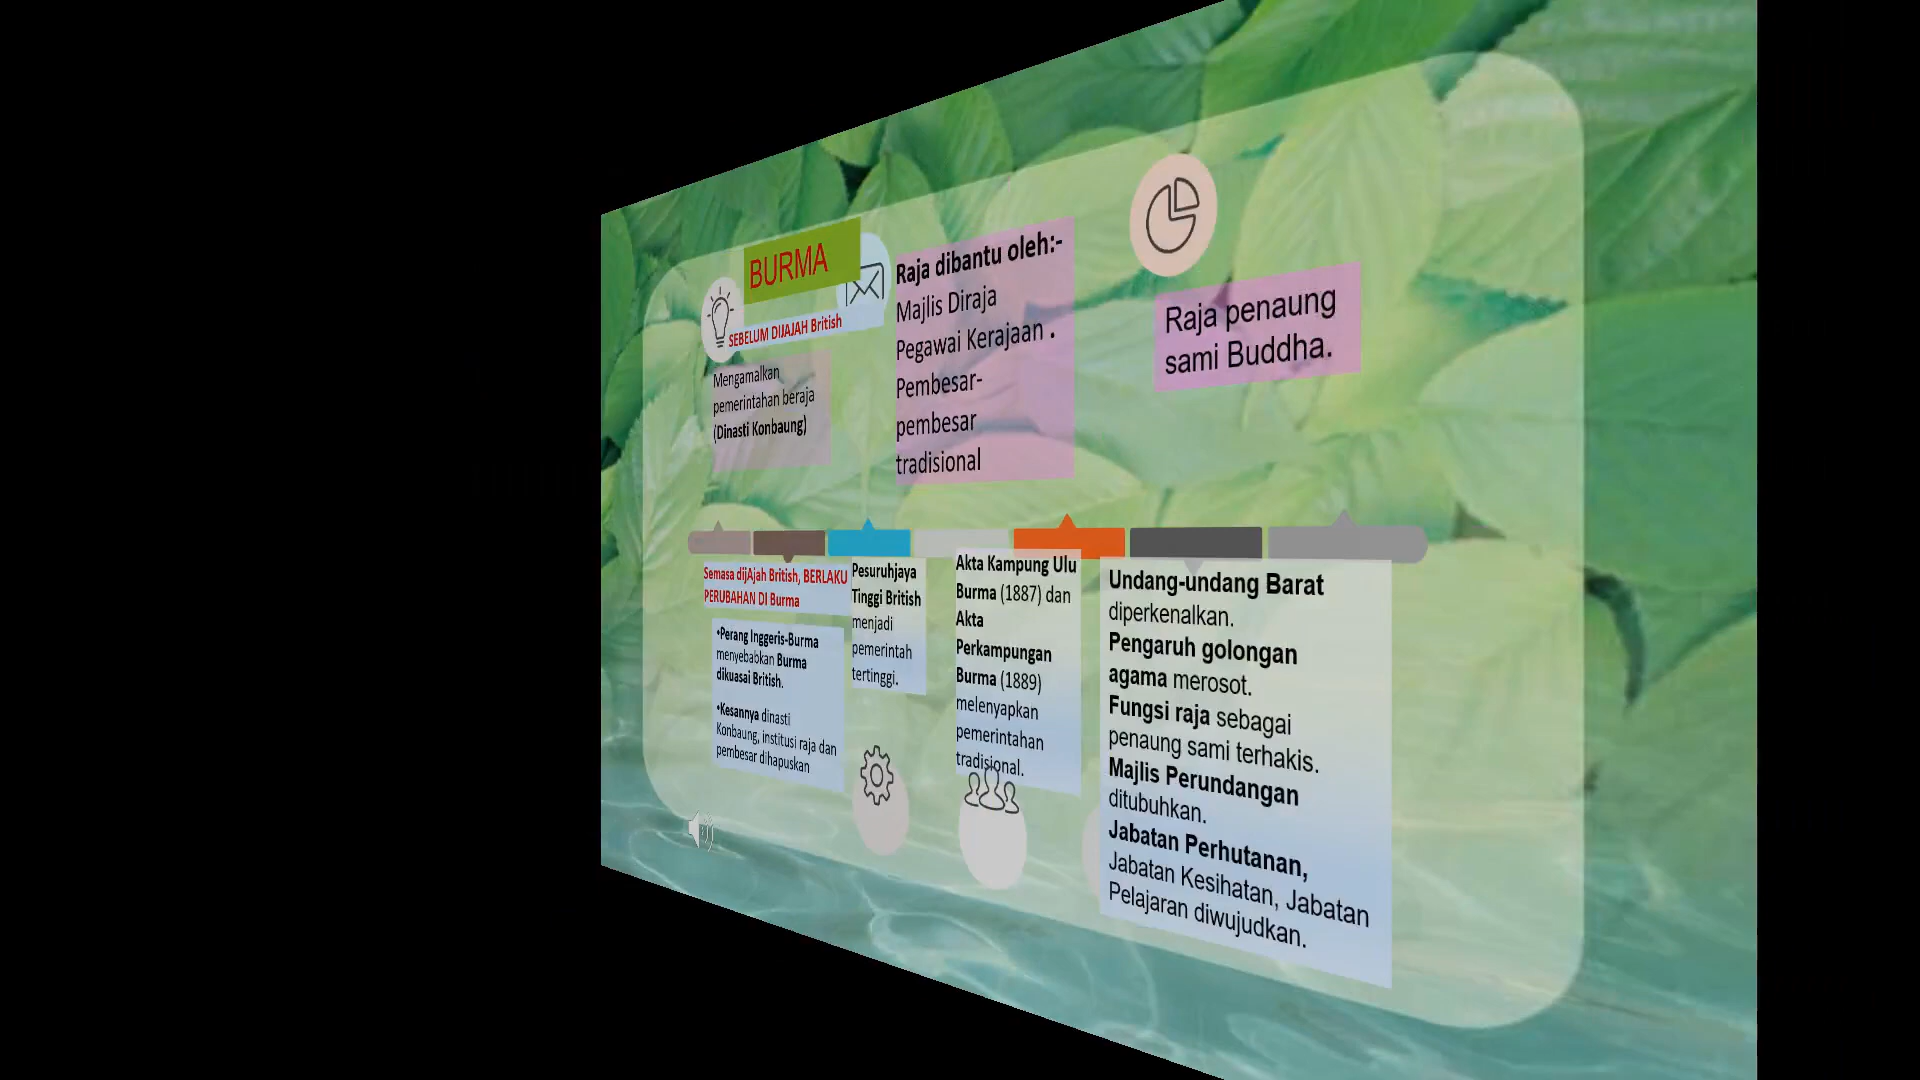 BURMA
SEBELUM DIJAJAH British
Mengamalkan
pemerintahan beraja
(Dinasti Konbaung)
Raja dibantu oleh:-
Majlis Diraja
Pegawai Kerajaan .
Pembesar-
pembesar
tradisional
Raja penaung
sami Buddha.
Semasa dijAjah British, BERLAKU
PERUBAHAN DI Burma
•Perang Inggeris-Burma
menyebabkan Burma
dikuasai British.
•Kesannya dinasti
Konbaung, institusi raja dan
pembesar dihapuskan
Pesuruhjaya
Tinggi British
menjadi
pemerintah
tertinggi.
Akta Kampung Ulu
Burma (1887) dan
Akta
Perkampungan
Burma (1889)
melenyapkan
pemerintahan
tradisional.
Undang-undang Barat
diperkenalkan.
Pengaruh golongan
agama merosot.
Fungsi raja sebagai
penaung sami terhakis.
Majlis Perundangan
ditubuhkan.
Jabatan Perhutanan,
Jabatan Kesihatan, Jabatan
Pelajaran diwujudkan.